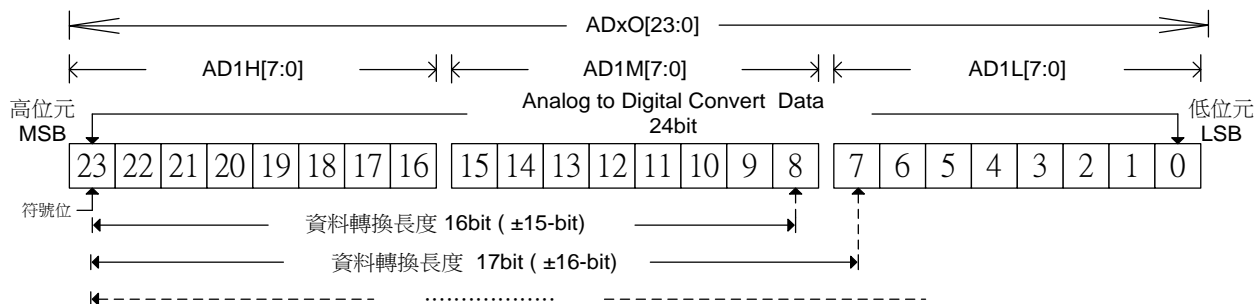 ADxO[23:0]
AD1H[7:0] AD1M[7:0] AD1L[7:0]
高位元 MSB
Analog to Digital Convert Data
24bit
低位元 LSB
23 22 21 20 19 18 17 16 15 14 13 12 11 10 9 8 7 6 5 4 3 2 1 0
符號位
資料轉換長度 16bit ( ±15-bit)
資料轉換長度 17bit ( ±16-bit)
..................